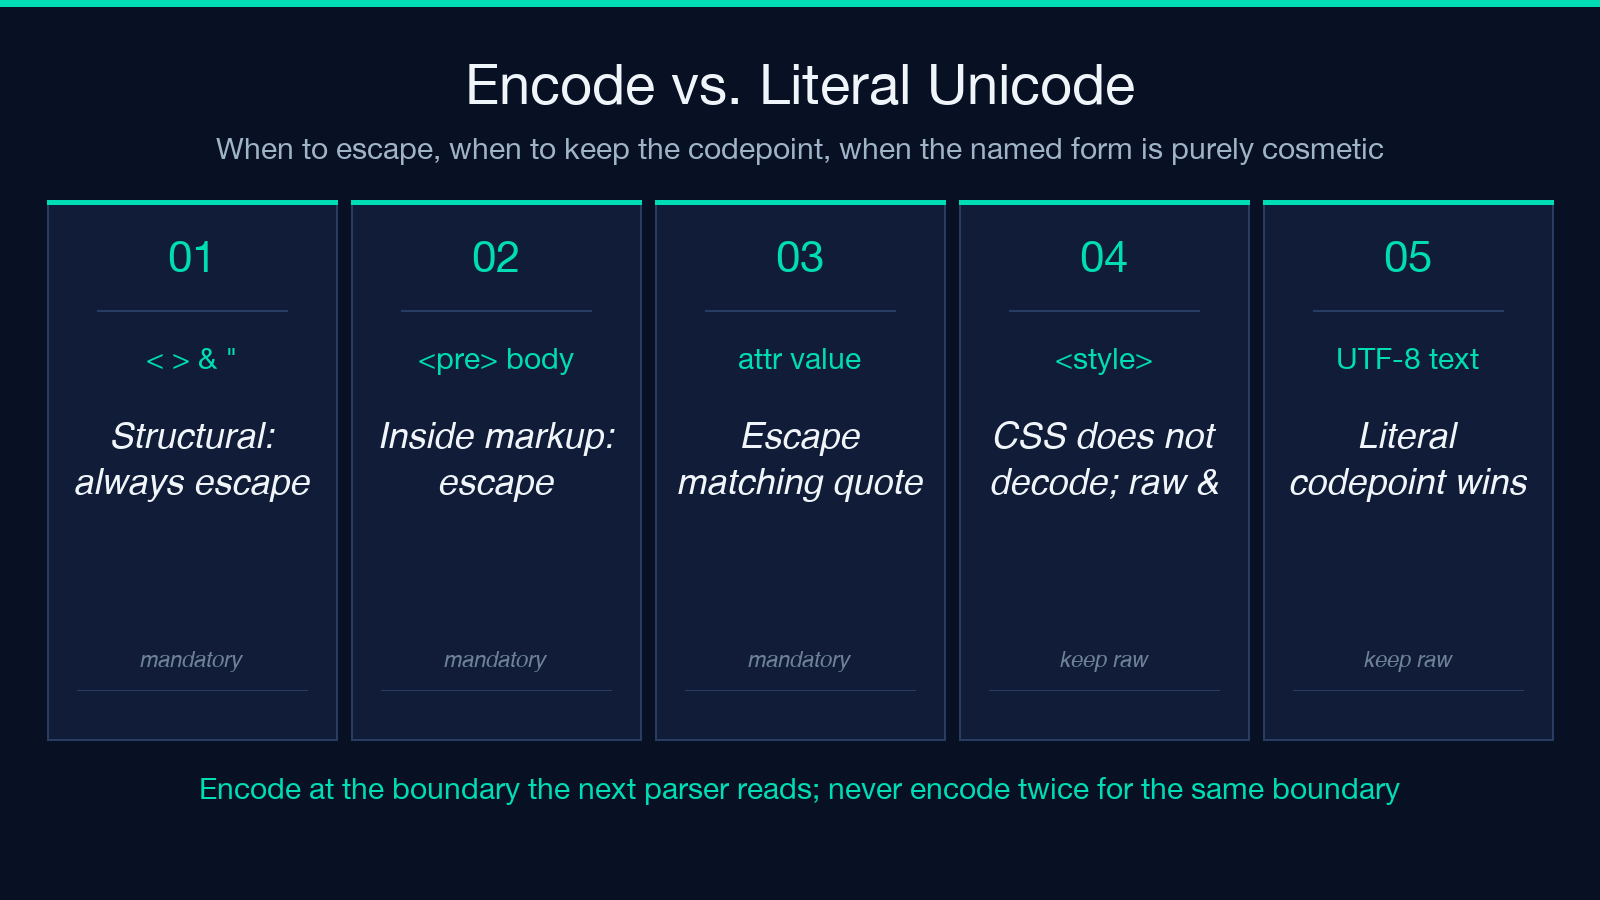 Encode vs. Literal Unicode
When to escape, when to keep the codepoint, when the named form is purely cosmetic
01
< > & "
Structural:
always escape
mandatory
02
<pre> body
Inside markup:
escape
mandatory
03
attr value
Escape
matching quote
mandatory
04
<style>
CSS does not
decode; raw &
keep raw
05
UTF-8 text
Literal
codepoint wins
keep raw
Encode at the boundary the next parser reads; never encode twice for the same boundary